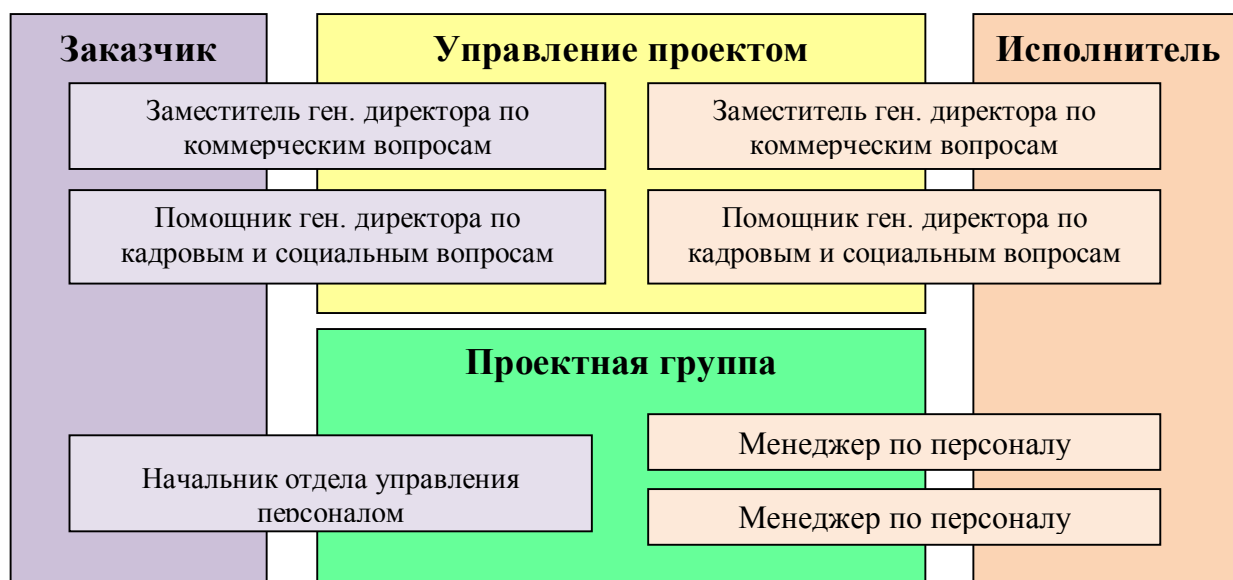 Заказчик
Управление проектом
Исполнитель
Заместитель ген. директора по
коммерческим вопросам
Заместитель ген. директора по
коммерческим вопросам
Помощник ген. директора по
кадровым и социальным вопросам
Помощник ген. директора по
кадровым и социальным вопросам
Проектная группа
Начальник отдела управления
персоналом
Менеджер по персоналу
Менеджер по персоналу